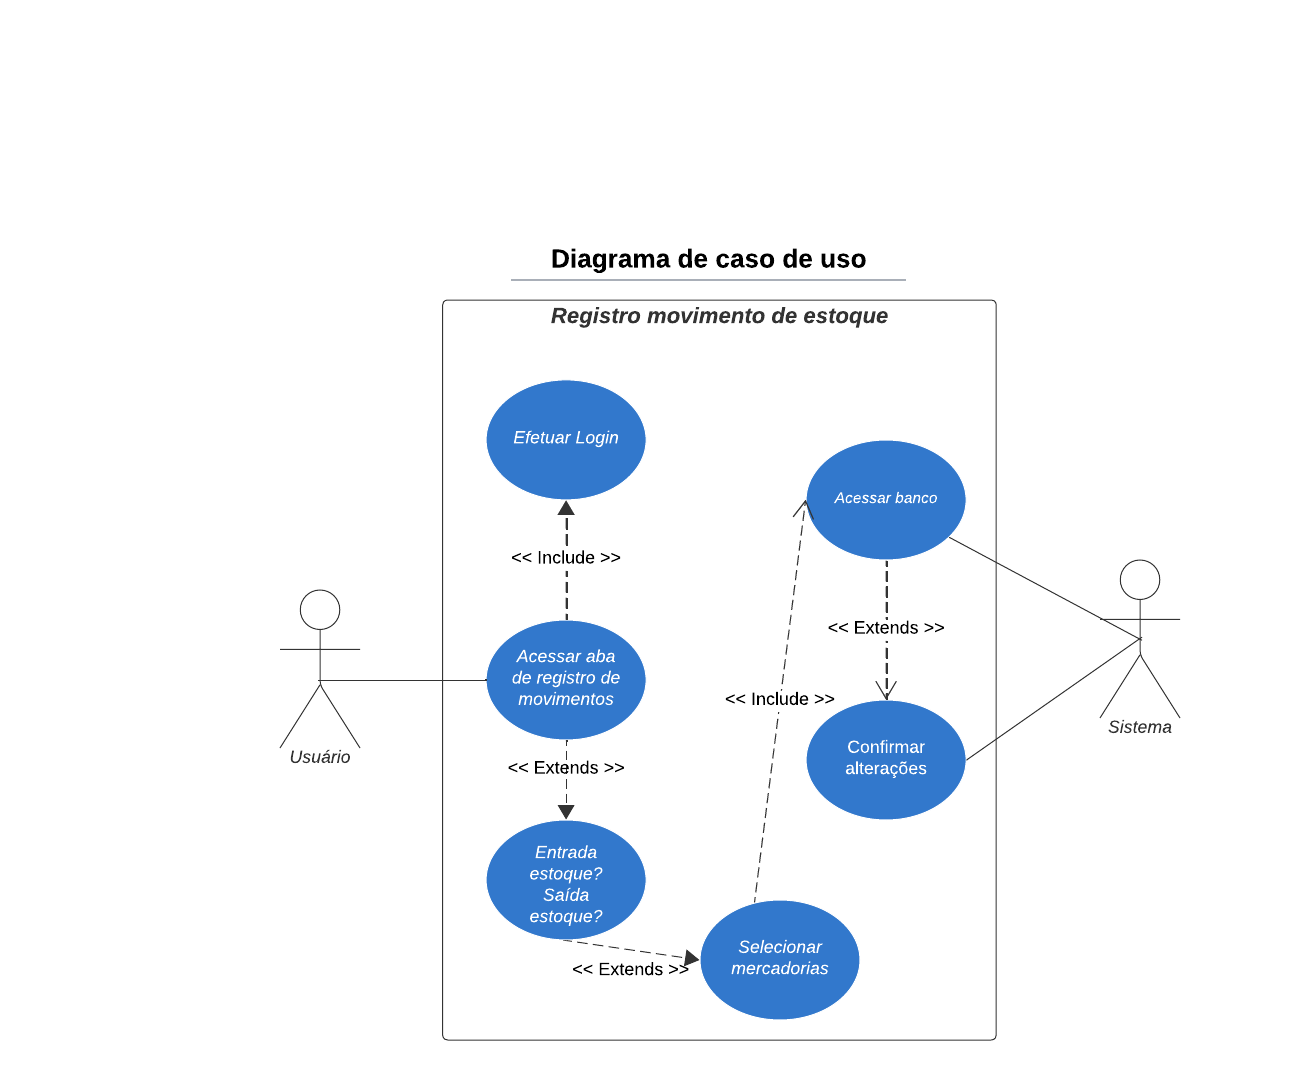 Diagrama de caso de uso
Registro movimento de estoque
Efetuar Login
Acessar banco
<< Include >>
<< Extends >>
Acessar aba
de registro de
movimentos
<< Include >>
Confirmar
alterações
Sistema
Usuário
<< Extends >>
Entrada
estoque?
Saída
estoque?
Selecionar
mercadorias
<< Extends >>